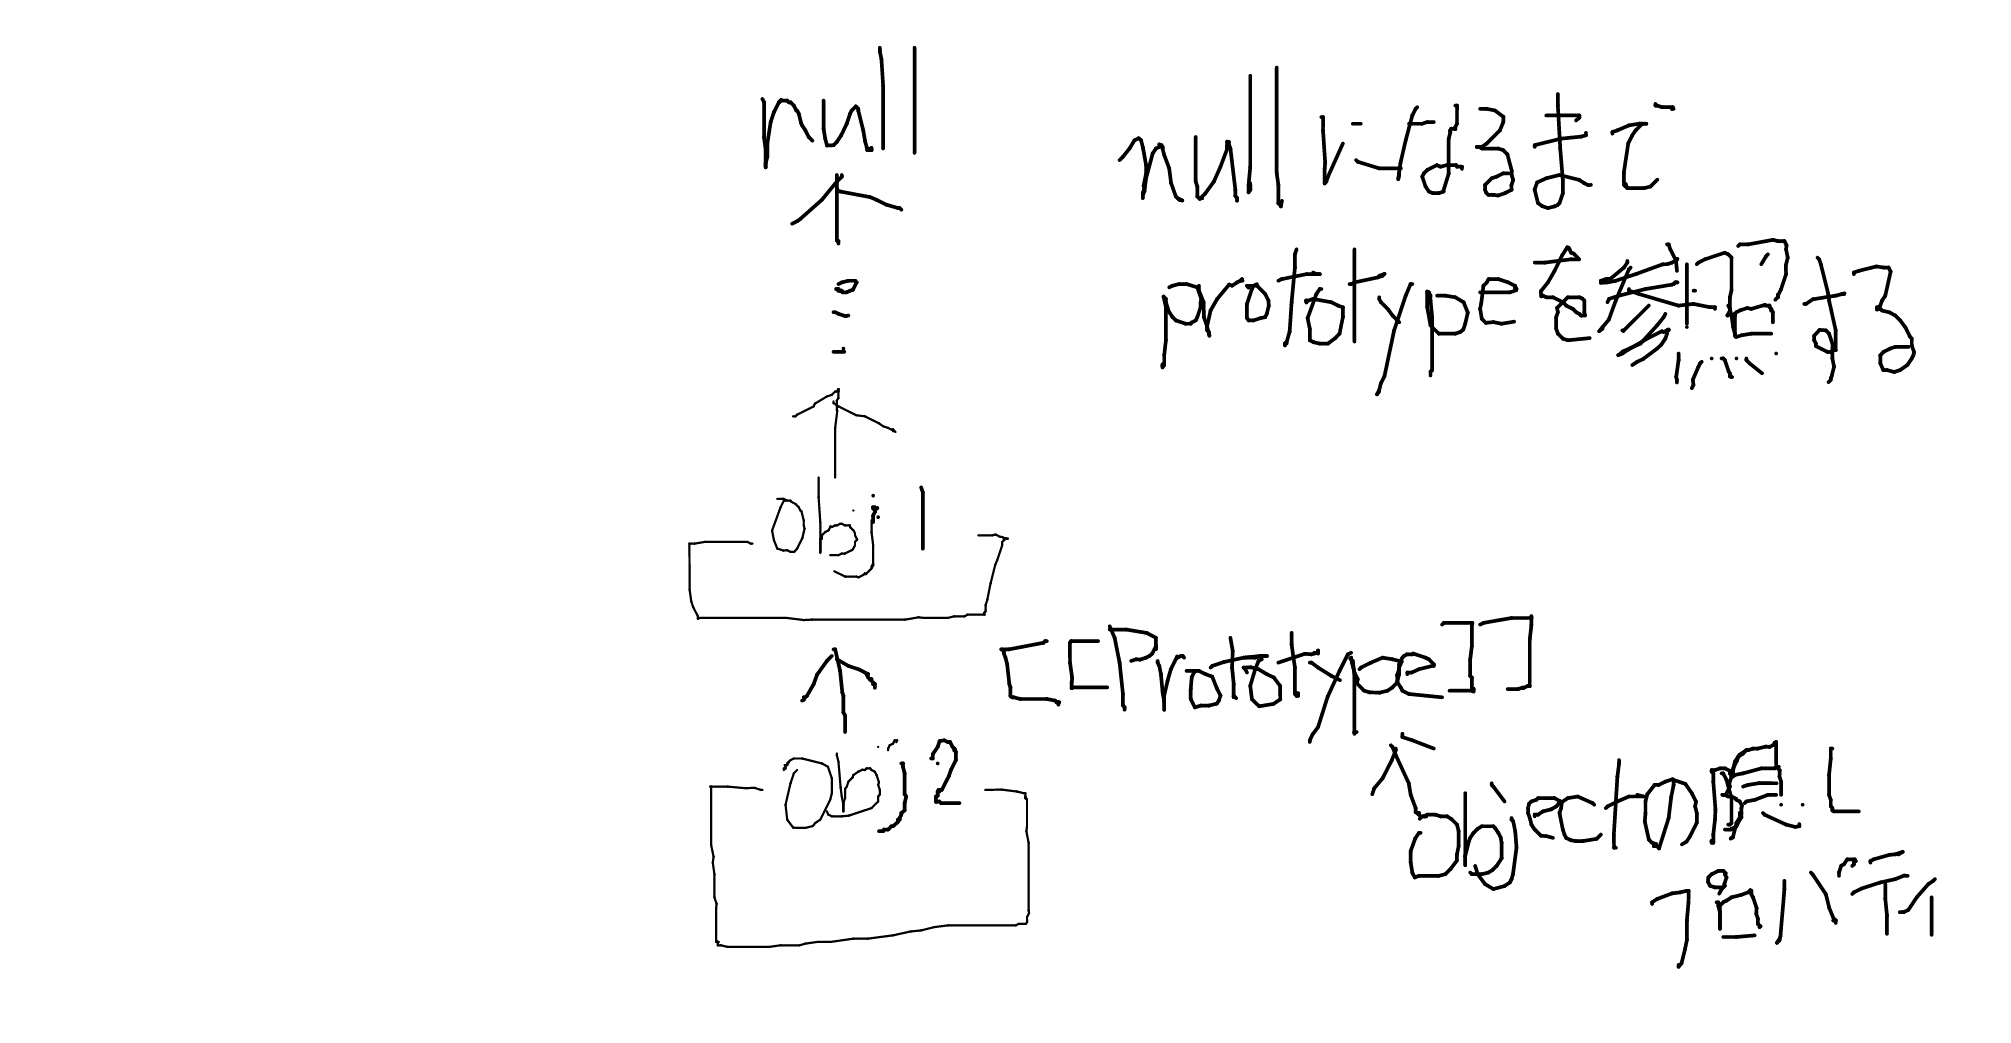 null
nullになるまで
prototypeを参照する
obj1
[[Prototype]]
obj2
objectの隠し
プロパティ